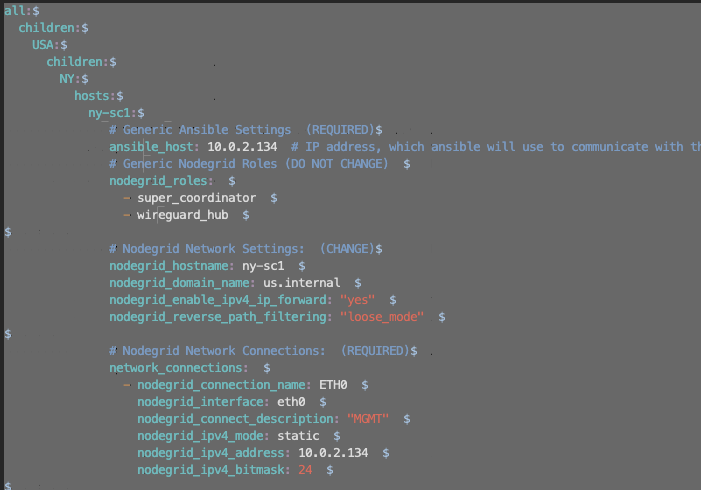 all:$
children:$
USA:$
children:$
NY:$
hosts:$
ny-sc1:$
# Generic Ansible Settings  (REQUIRED)$
ansible_host: 10.0.2.134  # IP address, which ansible will use to communicate with th
# Generic Nodegrid Roles (DO NOT CHANGE)  $
nodegrid_roles:  $
- super_coordinator  $
- wireguard_hub  $
$
# Nodegrid Network Settings:  (CHANGE)$
nodegrid_hostname: ny-sc1  $
nodegrid_domain_name: us.internal  $
nodegrid_enable_ipv4_ip_forward: "yes"  $
nodegrid_reverse_path_filtering: "loose_mode"  $
$
# Nodegrid Network Connections:  (REQUIRED)$
network_connections:  $
- nodegrid_connection_name: ETH0  $
nodegrid_interface: eth0  $
nodegrid_connect_description: "MGMT"  $
nodegrid_ipv4_mode: static  $
nodegrid_ipv4_address: 10.0.2.134  $
nodegrid_ipv4_bitmask: 24  $
$